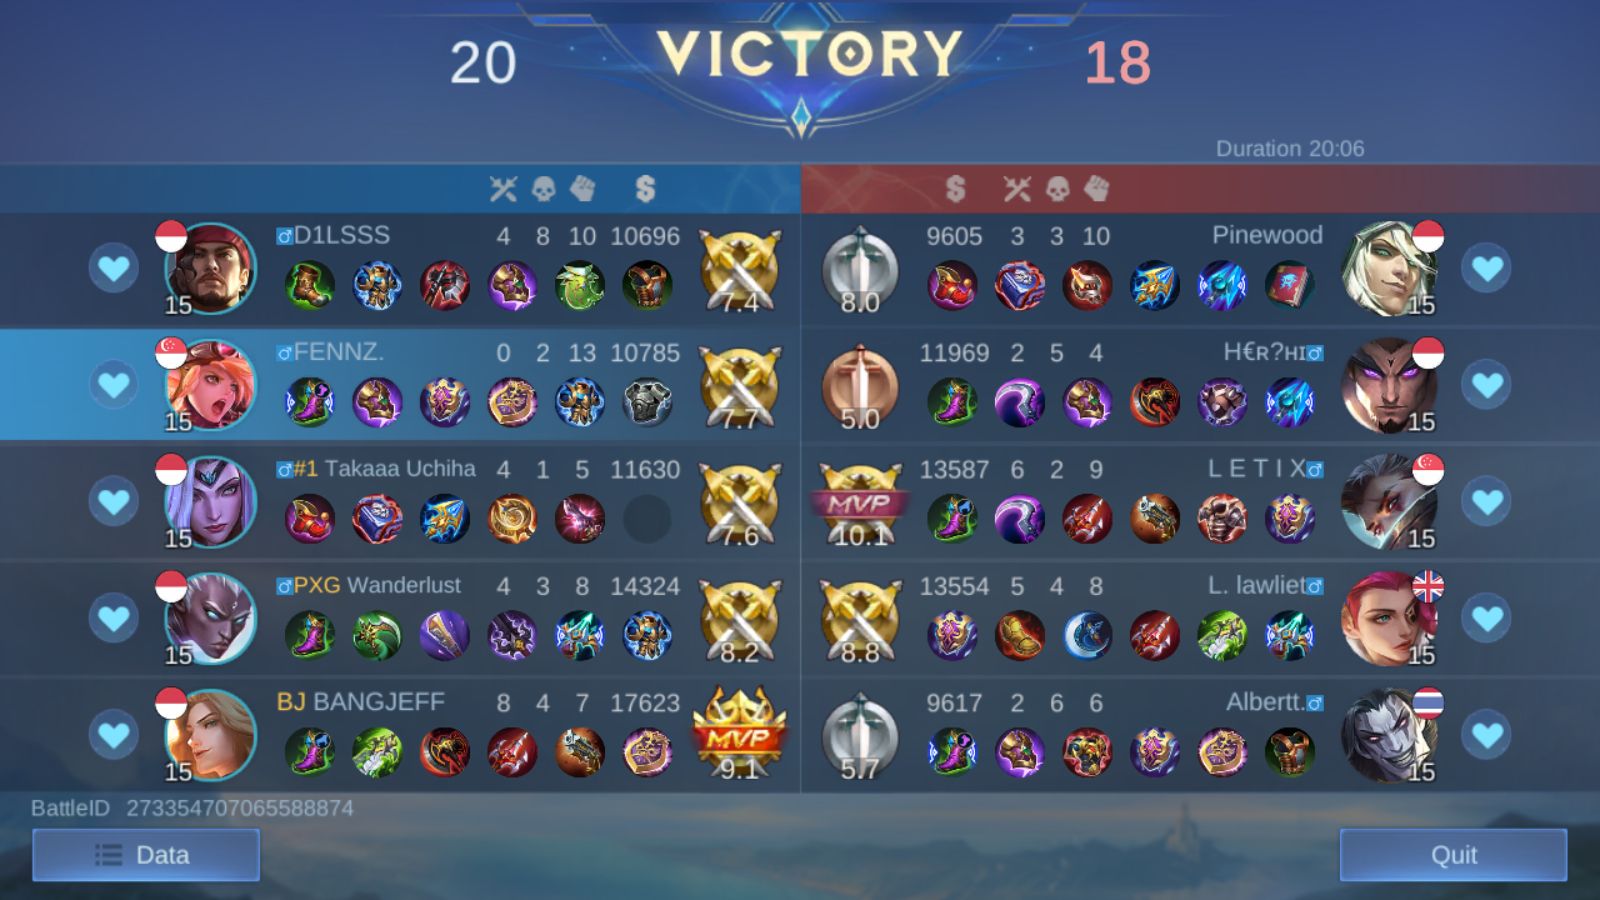 20 VICTORY 18
Duration 20:06
D1LSSS 4 8 10 10696 7.4
15
8.0 9605 3 3 10 Pinewood
15
FENNZ. 0 2 13 10785 7.7
15
5.0 11969 2 5 4 H€R?HI
15
#1 Takaaa Uchiha 4 1 5 11630 7.6
15
MVP 10.1 13587 6 2 9 L E T I X
15
PXG Wanderlust 4 3 8 14324 8.2
15
8.8 13554 5 4 8 L. lawliet
15
BJ BANGJEFF 8 4 7 17623 MVP 9.1
15
5.7 9617 2 6 6 Albertt.
15
BattleID 273354707065588874
Data
Quit